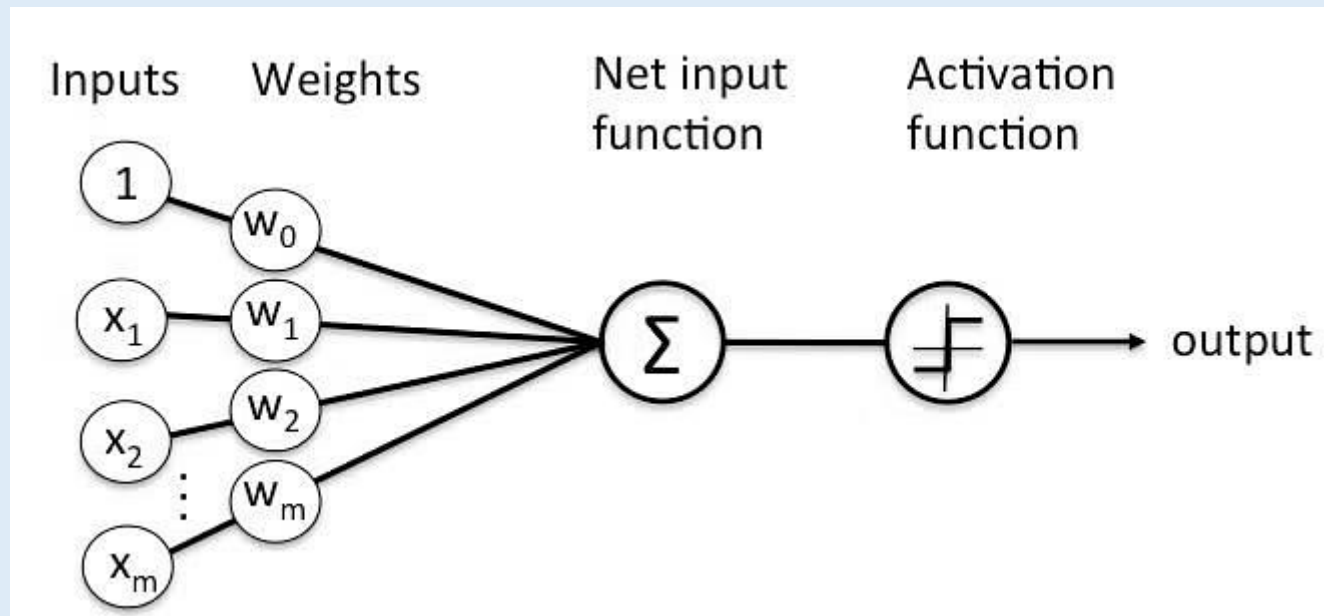 Inputs
Weights
Net input
function
Activation
function
1
w₀
x₁
w₁
x₂
w₂
⋮
wₘ
xₘ
Σ
output